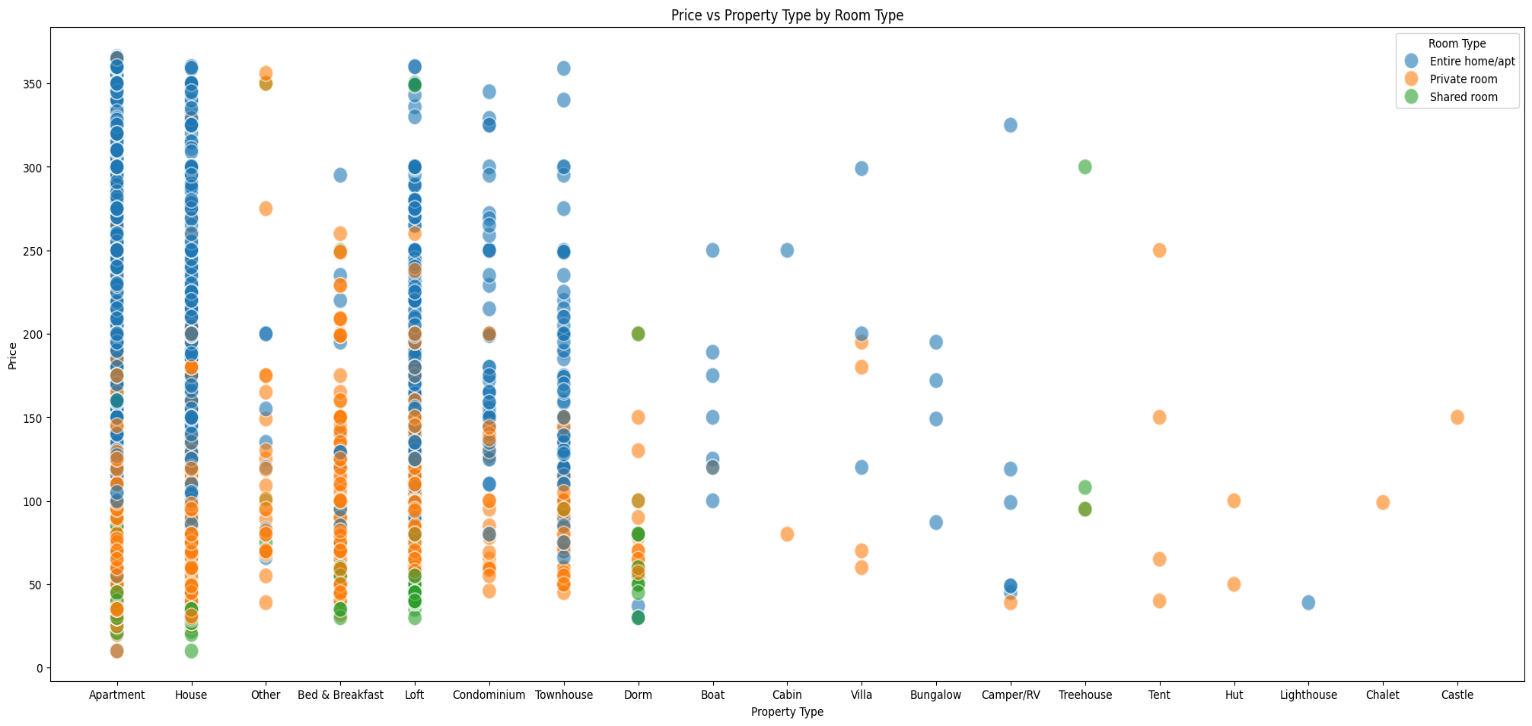 Price vs Property Type by Room Type
Room Type
Entire home/apt
Private room
Shared room
Price
350
300
250
200
150
100
50
0
Apartment House Other Bed & Breakfast Loft Condominium Townhouse Dorm Boat Cabin Villa Bungalow Camper/RV Treehouse Tent Hut Lighthouse Chalet Castle
Property Type